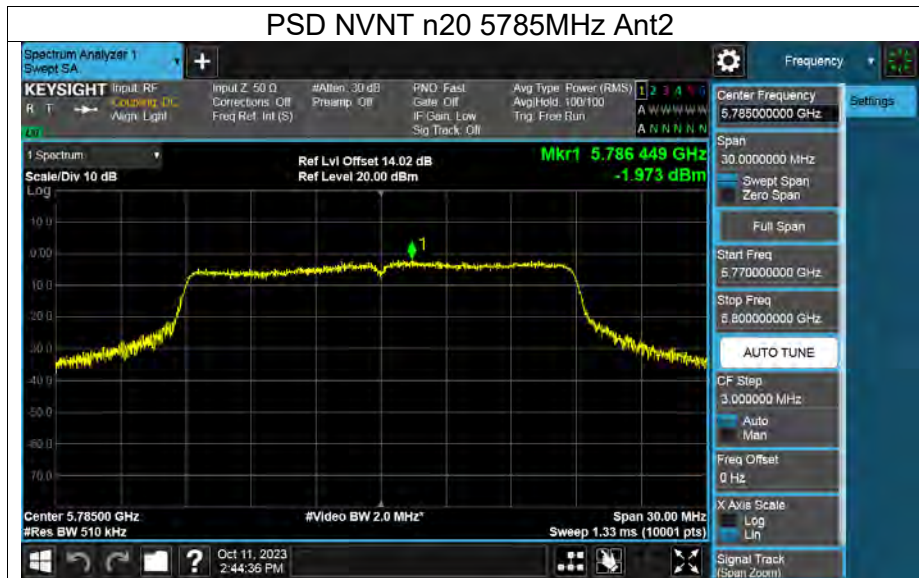 PSD NVNT n20 5785MHz Ant2
Spectrum Analyzer 1
Swept SA
+
Frequency
KEYSIGHT Input: RF
R T
Coupling: DC
Align: Light
Input Z: 50 Ω
Corrections: Off
Freq Ref: Int (S)
#Atten: 30 dB
Preamp: Off
PNO: Fast
Gate: Off
IF Gain: Low
Sig Track: Off
Avg Type: Power (RMS)
Avg|Hold: 100/100
Trig: Free Run
1 2 3 4 5 6
A W W W W W
A N N N N N
Center Frequency
5.785000000 GHz
Settings
Span
30.0000000 MHz
Swept Span
Zero Span
Full Span
Start Freq
5.770000000 GHz
Stop Freq
5.800000000 GHz
AUTO TUNE
CF Step
3.000000 MHz
Auto
Man
Freq Offset
0 Hz
X Axis Scale
Log
Lin
Signal Track
(Span Zoom)
1 Spectrum
Scale/Div 10 dB
Ref Lvl Offset 14.02 dB
Ref Level 20.00 dBm
Mkr1 5.786 449 GHz
-1.973 dBm
Log
10.0
0.00
-10.0
-20.0
-30.0
-40.0
-50.0
-60.0
-70.0
1
Center 5.78500 GHz
#Res BW 510 kHz
#Video BW 2.0 MHz*
Span 30.00 MHz
Sweep 1.33 ms (10001 pts)
?
Oct 11, 2023
2:44:36 PM